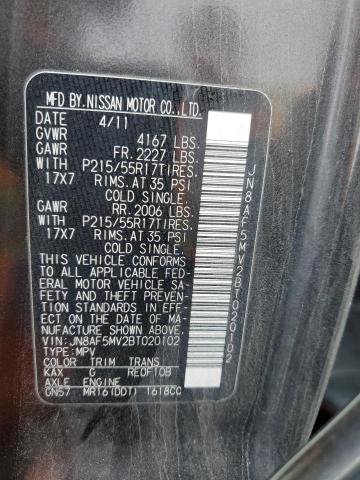 MFD BY. NISSAN MOTOR CO., LTD.
DATE 4/11
GVWR 4167 LBS.
GAWR FR. 2227 LBS.
WITH P215/55R17TIRES.
17X7 RIMS. AT 35 PSI
COLD SINGLE.
GAWR RR. 2006 LBS.
WITH P215/55R17TIRES.
17X7 RIMS. AT 35 PSI
COLD SINGLE.
THIS VEHICLE CONFORMS
TO ALL APPLICABLE FED-
ERAL MOTOR VEHICLE SA-
FETY AND THEFT PREVEN-
TION STANDARDS IN EFF-
ECT ON THE DATE OF MA-
NUFACTURE SHOWN ABOVE.
VIN: JN8AF5MV2BT020102
TYPE: MPV
COLOR TRIM TRANS
KAX G RE0F10B
AXLE ENGINE
GN57 MR16(DDT) 1618CC
JN8AF5MV2BT020102